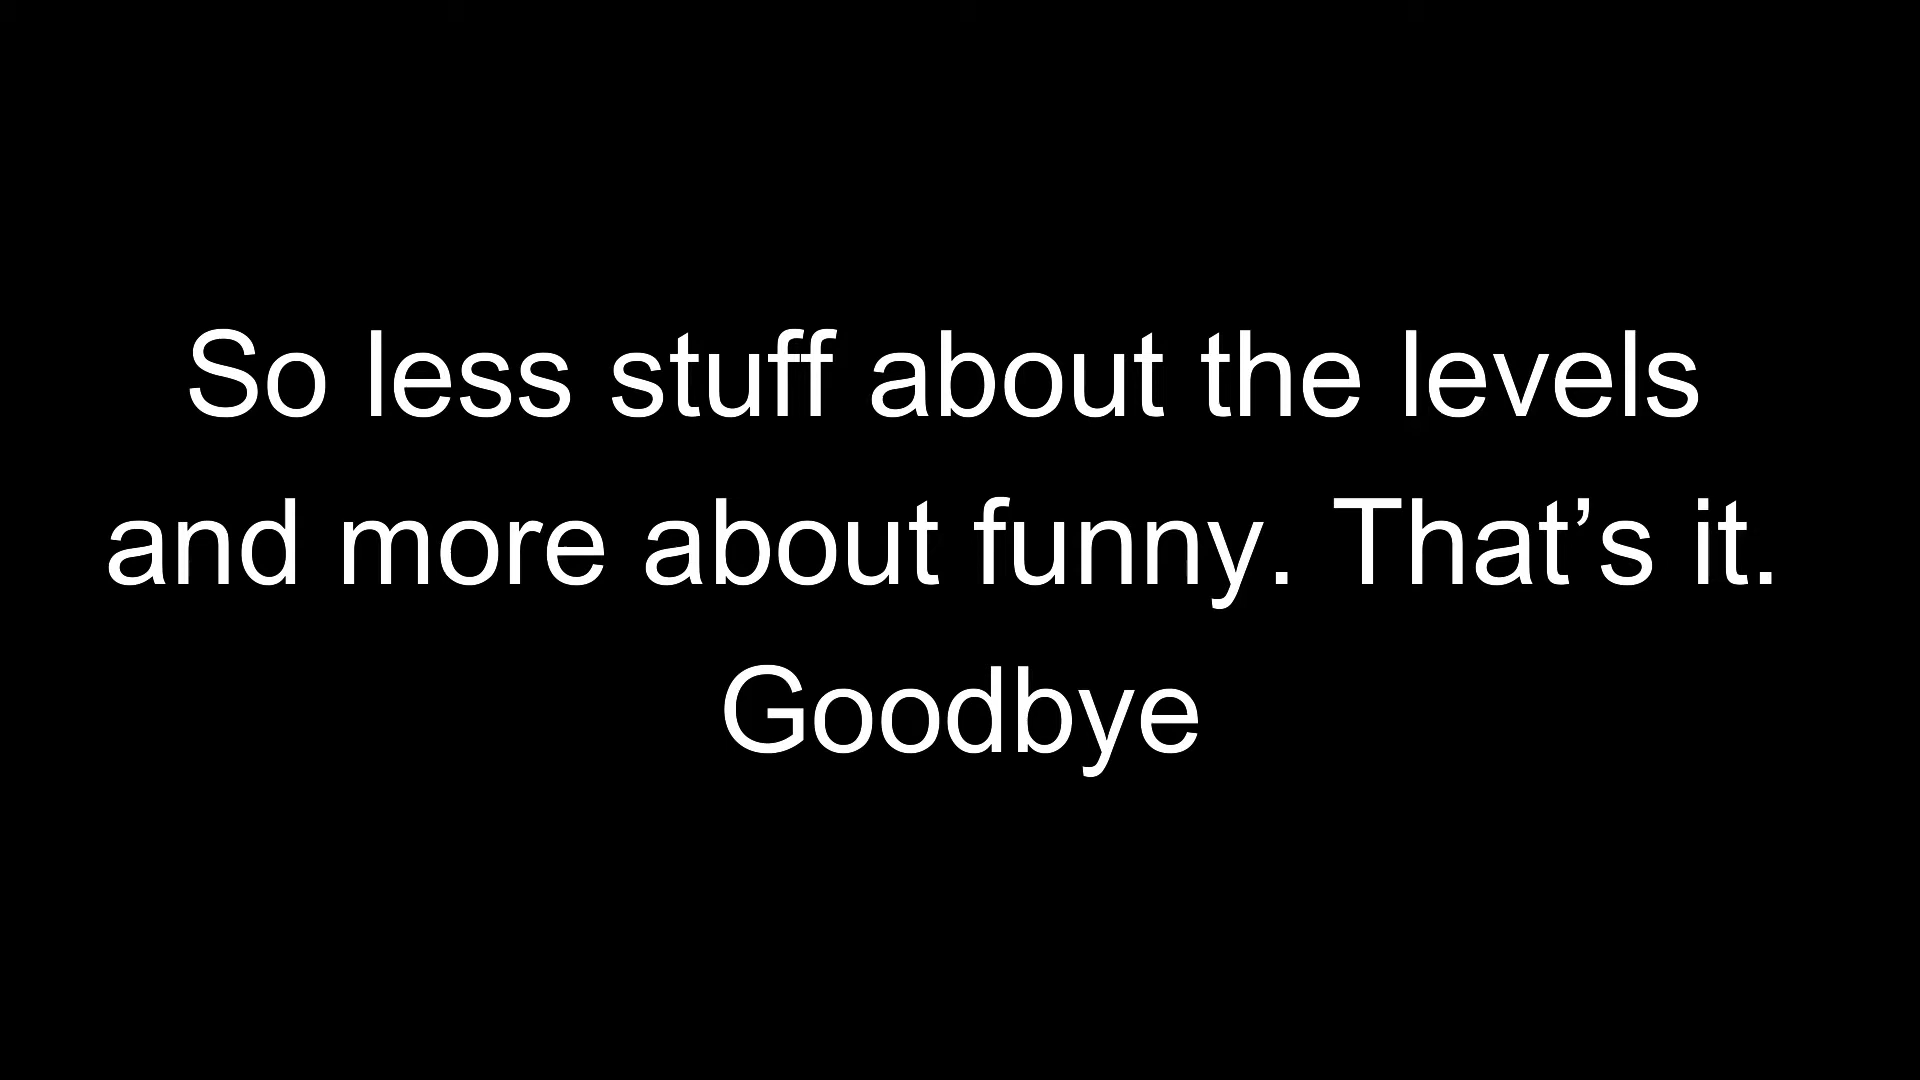 So less stuff about the levels
and more about funny. That’s it.
Goodbye